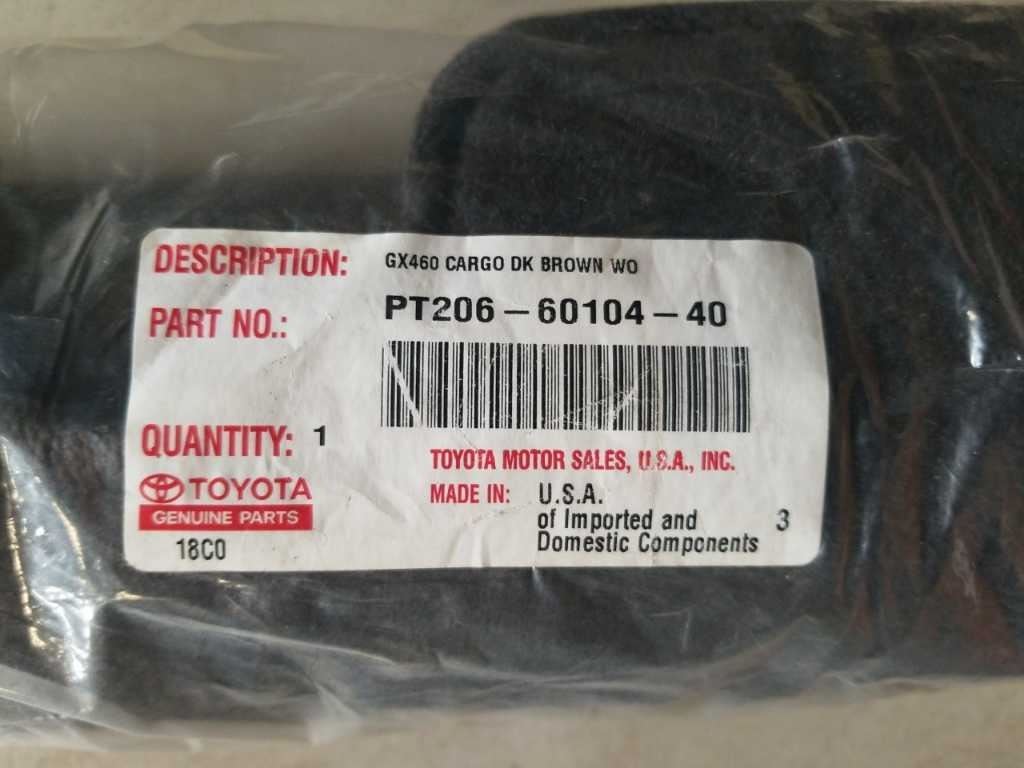 DESCRIPTION: GX460 CARGO DK BROWN WO
PART NO.: PT206-60104-40
QUANTITY: 1
TOYOTA MOTOR SALES, U.S.A., INC.
TOYOTA
GENUINE PARTS
18C0
MADE IN: U.S.A.
of Imported and
Domestic Components 3